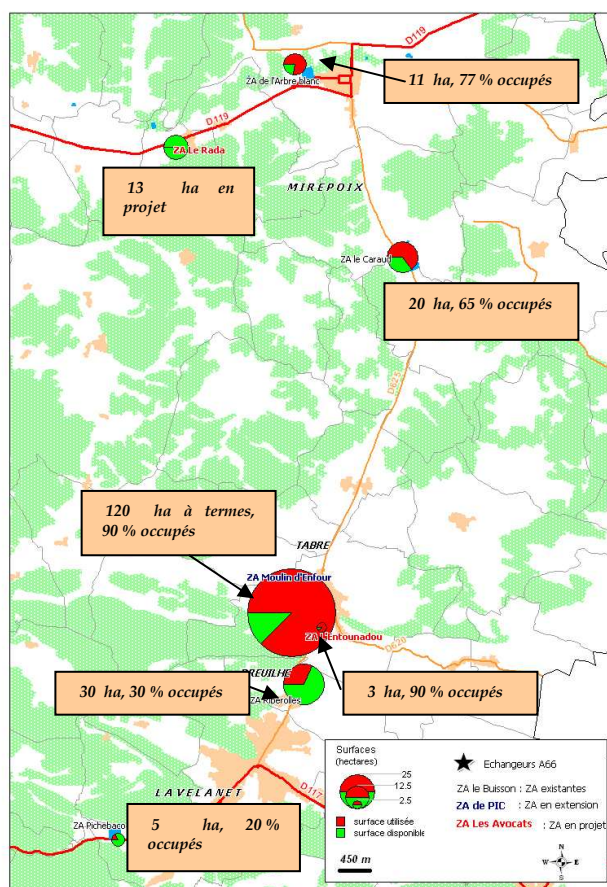 D119
ZA de l'Arbre blanc
11 ha, 77 % occupés
D119
ZA Le Rada
13 ha en
projet
MIREPOIX
ZA le Caraud
20 ha, 65 % occupés
D625
120 ha à termes,
90 % occupés
TABRE
ZA Moulin d'Enfour
ZA L'Entounadou
D620
DREUILHE
30 ha, 30 % occupés
3 ha, 90 % occupés
ZA Riberolles
LAVELANET
D117
ZA Pichebaco
5 ha, 20 %
occupés
Surfaces
(hectares)
25
12.5
2.5
surface utilisée
surface disponible
450 m
Echangeurs A66
ZA le Buisson : ZA existantes
ZA de PIC : ZA en extension
ZA Les Avocats : ZA en projet
N
W E
S